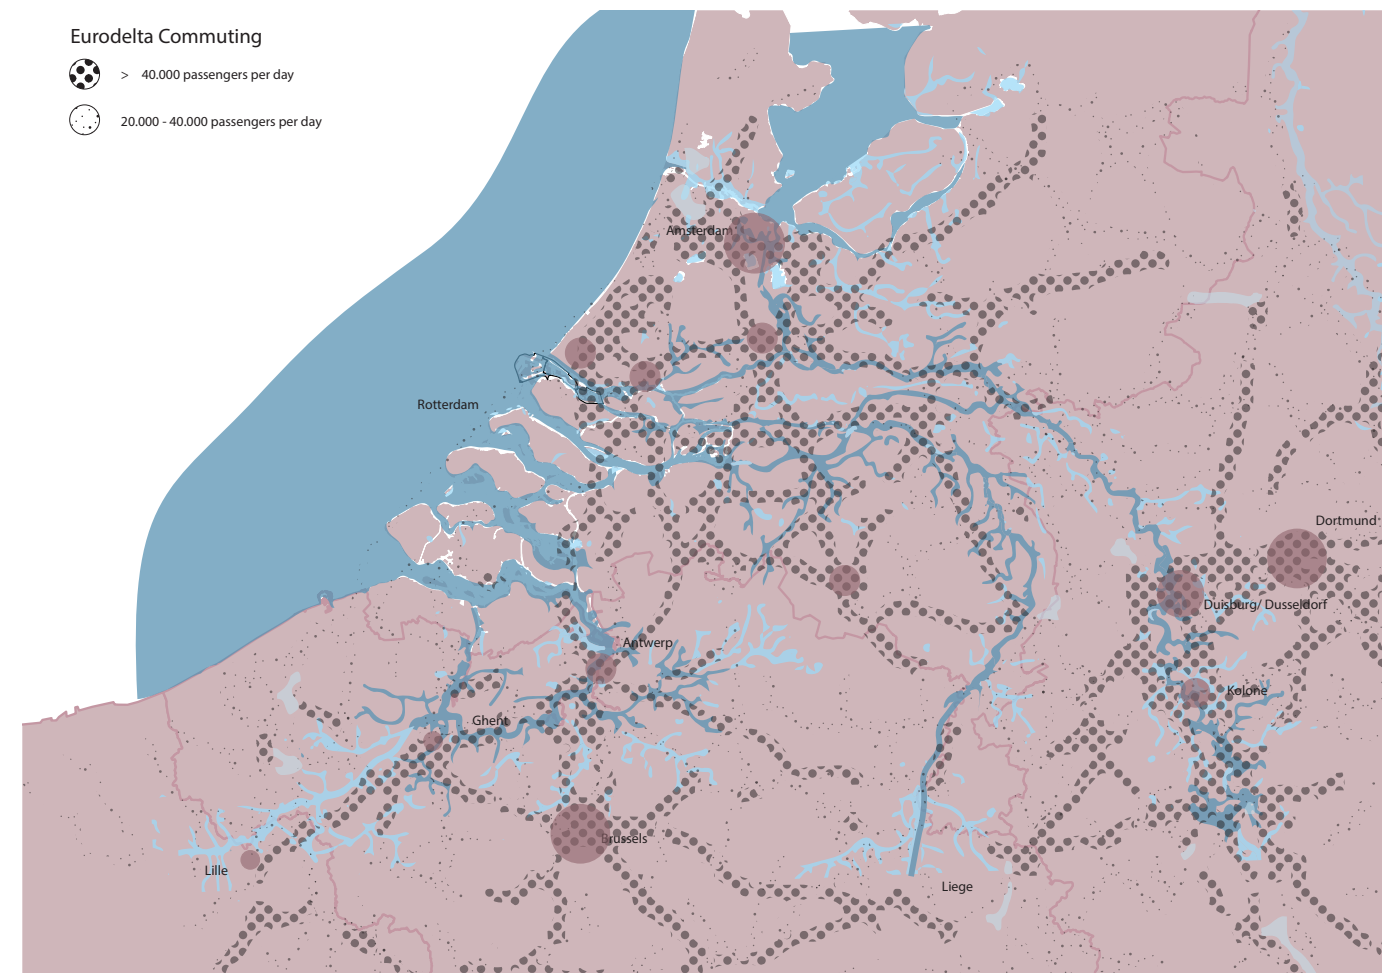 Eurodelta Commuting
> 40.000 passengers per day
20.000 - 40.000 passengers per day
Amsterdam
Rotterdam
Dortmund
Duisburg/ Dusseldorf
Antwerp
Kolone
Ghent
Brussels
Lille
Liege